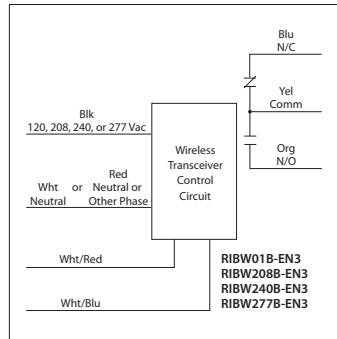 Blu
N/C
Yel
Comm
Org
N/O
Blk
120, 208, 240, or 277 Vac
Wireless
Transceiver
Control
Circuit
Red
Wht or Neutral or
Neutral Other Phase
Wht/Red
Wht/Blu
RIBW01B-EN3
RIBW208B-EN3
RIBW240B-EN3
RIBW277B-EN3